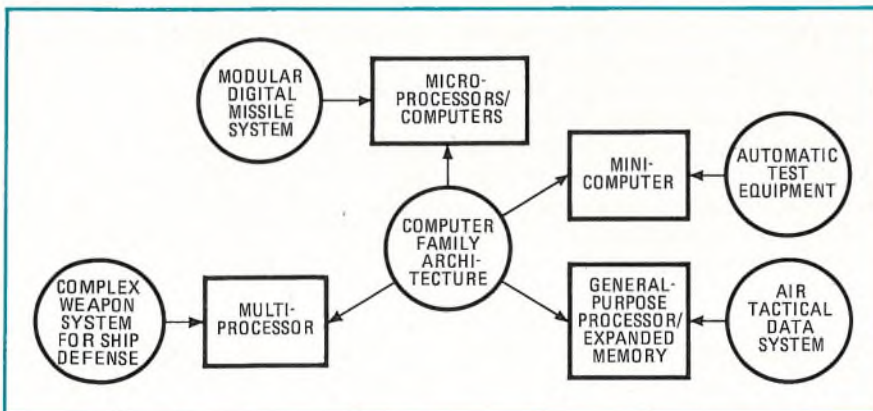 MODULAR
DIGITAL
MISSILE
SYSTEM
MICRO-
PROCESSORS/
COMPUTERS
MINI-
COMPUTER
AUTOMATIC
TEST
EQUIPMENT
COMPUTER
FAMILY
ARCHI-
TECTURE
COMPLEX
WEAPON
SYSTEM
FOR SHIP
DEFENSE
MULTI-
PROCESSOR
GENERAL-
PURPOSE
PROCESSOR/
EXPANDED
MEMORY
AIR
TACTICAL
DATA
SYSTEM